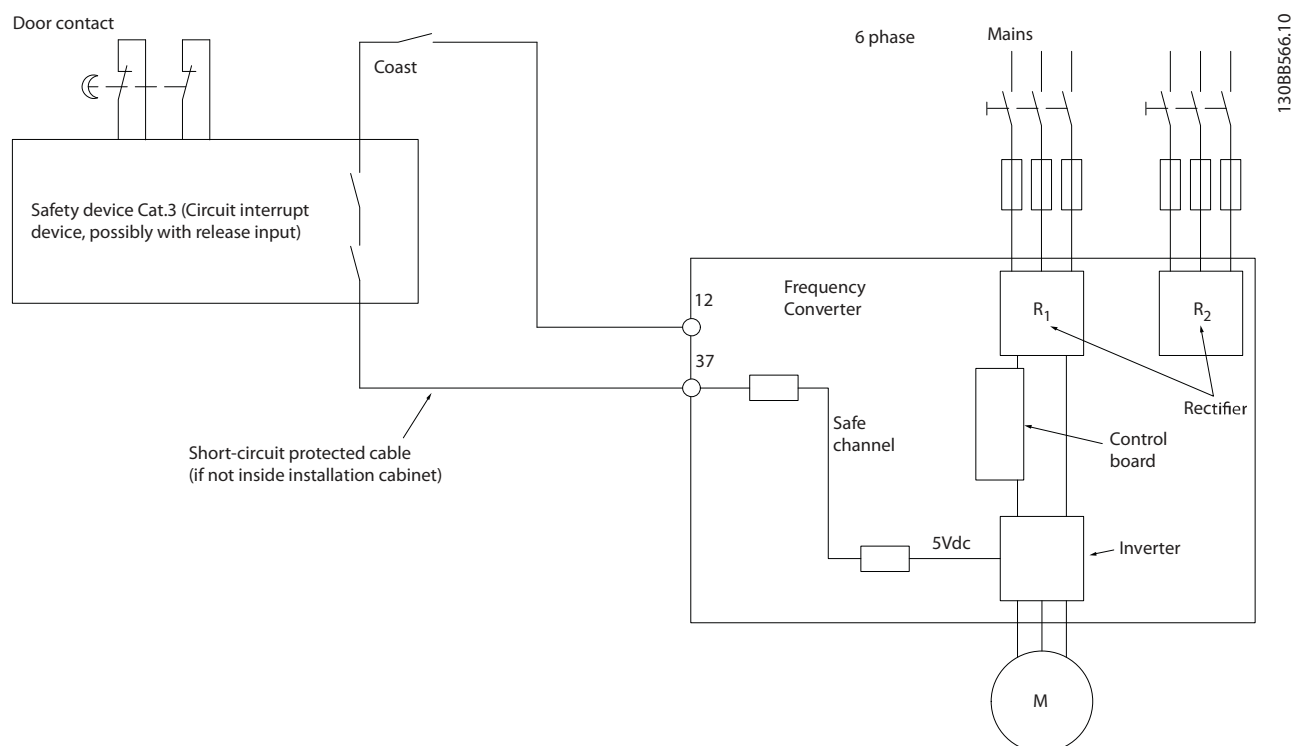 Door contact
Coast
6 phase
Mains
130BB566.10
Safety device Cat.3 (Circuit interrupt
device, possibly with release input)
12
Frequency
Converter
R1
R2
37
Rectifier
Safe
channel
Control
board
Short-circuit protected cable
(if not inside installation cabinet)
5Vdc
Inverter
M